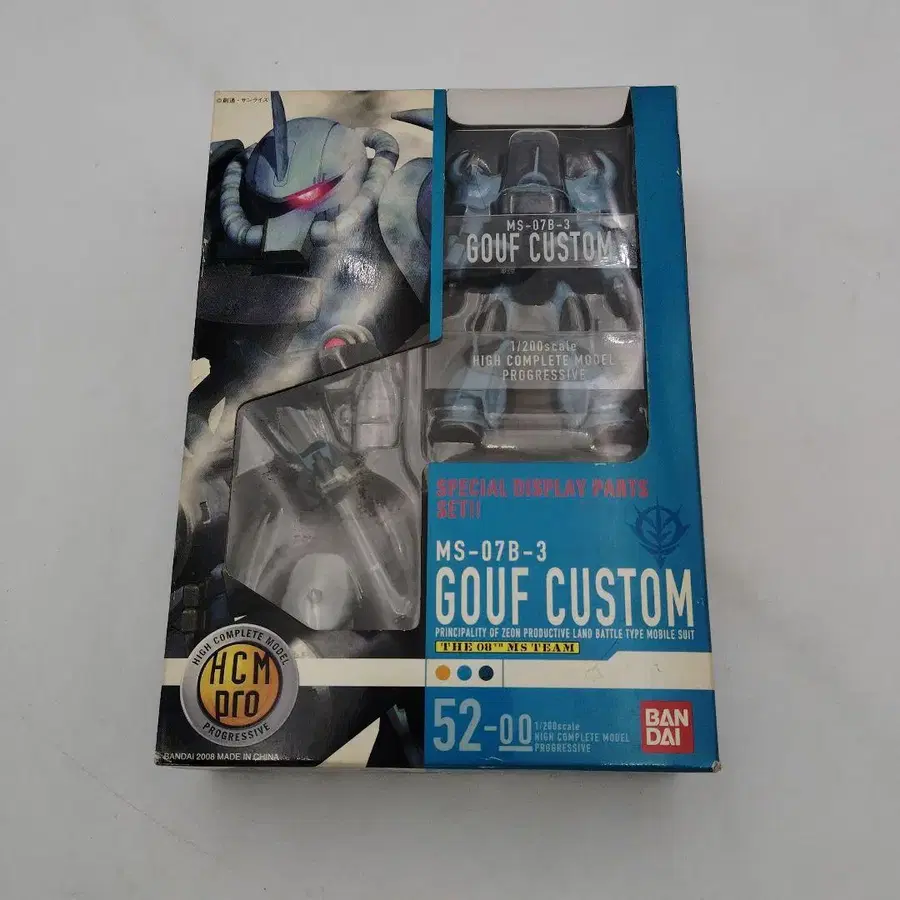 ©創通・サンライズ
MS-07B-3
GOUF CUSTOM
1/200scale
HIGH COMPLETE MODEL
PROGRESSIVE
SPECIAL DISPLAY PARTS
SET!!
MS-07B-3
GOUF CUSTOM
PRINCIPALITY OF ZEON PRODUCTIVE LAND BATTLE TYPE MOBILE SUIT
THE 08TH MS TEAM
HIGH COMPLETE MODEL
HCM
pro
PROGRESSIVE
52-00
1/200scale
HIGH COMPLETE MODEL
PROGRESSIVE
BAN
DAI
BANDAI 2008 MADE IN CHINA